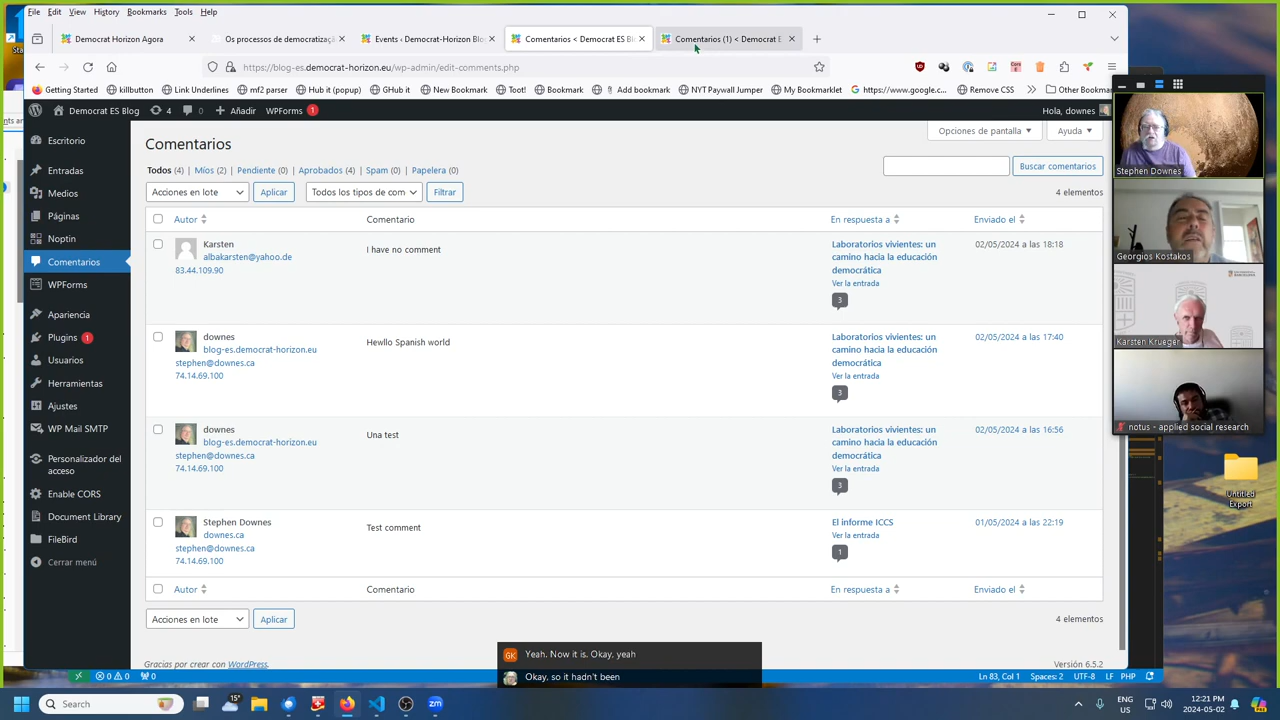 File Edit View History Bookmarks Tools Help
Democrat Horizon Agora
Os processos de democratizaçã
Events ‹ Democrat-Horizon Blo
Comentarios ‹ Democrat ES Bl
Comentarios (1) ‹ Democrat E
https://blog-es.democrat-horizon.eu/wp-admin/edit-comments.php
Getting Started killbutton Link Underlines mf2 parser Hub it (popup) GHub it (window) New Boo Toot! Bookmark Add bookmark NYT Paywall Jumper My Bookmarklet https://www.google.c... Remove CSS Other Bookmar
Democrat ES Blog 4 0 Añadir WPForms 1 Hola, downes
Escritorio
Entradas
Medios
Páginas
Noptin
Comentarios
WPForms
Apariencia
Plugins 1
Usuarios
Herramientas
Ajustes
WP Mail SMTP
Personalizador del
acceso
Enable CORS
Document Library
FileBird
Cerrar menú
Comentarios
Opciones de pantalla Ayuda
Todos (4) Míos (2) Pendiente (0) Aprobados (4) Spam (0) Papelera (0)
Buscar comentarios
Acciones en lote Aplicar Todos los tipos de com Filtrar 4 elementos
Autor Comentario En respuesta a Enviado el
Karsten
albakarsten@yahoo.de
83.44.109.90
I have no comment
Laboratorios vivientes: un
camino hacia la educación
democrática
Ver la entrada
3
02/05/2024 a las 18:18
downes
blog-es.democrat-horizon.eu
stephen@downes.ca
74.14.69.100
Hewllo Spanish world
Laboratorios vivientes: un
camino hacia la educación
democrática
Ver la entrada
3
02/05/2024 a las 17:40
downes
blog-es.democrat-horizon.eu
stephen@downes.ca
74.14.69.100
Una test
Laboratorios vivientes: un
camino hacia la educación
democrática
Ver la entrada
3
02/05/2024 a las 16:56
Stephen Downes
downes.ca
stephen@downes.ca
74.14.69.100
Test comment
El informe ICCS
Ver la entrada
1
01/05/2024 a las 22:19
Autor Comentario En respuesta a Enviado el
Acciones en lote Aplicar 4 elementos
Gracias por crear con WordPress. Versión 6.5.2
Stephen Downes
Georgios Kostakos
Karsten Krueger
notus - applied social research
Untitled
Export
GK Yeah. Now it is. Okay, yeah
Okay, so it hadn't been
0 0 0 Ln 83, Col 1 Spaces: 2 UTF-8 LF PHP
Search 15° ENG
US
12:21 PM
2024-05-02